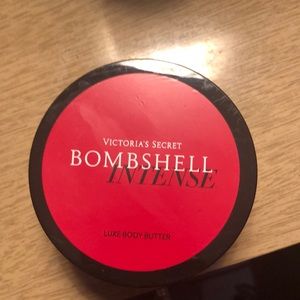 VICTORIA'S SECRET
BOMBSHELL
INTENSE
LUXE BODY BUTTER